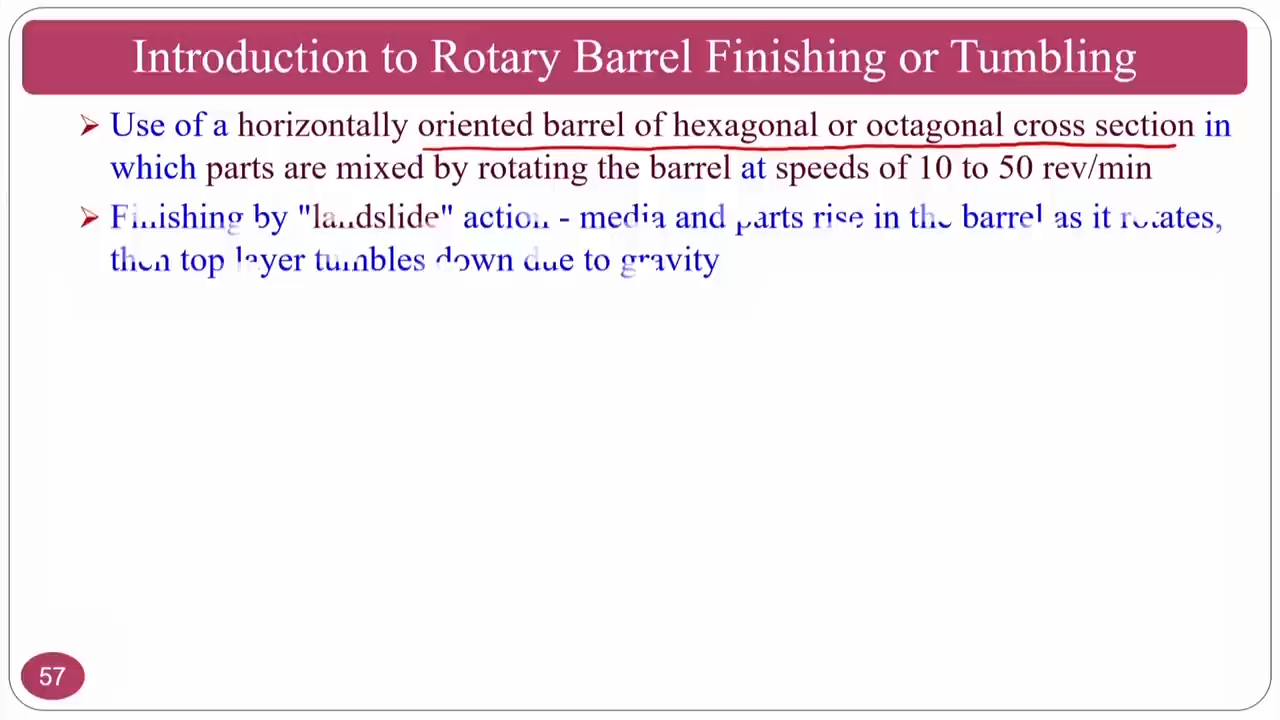 Introduction to Rotary Barrel Finishing or Tumbling
Use of a horizontally oriented barrel of hexagonal or octagonal cross section in
which parts are mixed by rotating the barrel at speeds of 10 to 50 rev/min
Finishing by "landslide" action - media and parts rise in the barrel as it rotates,
then top layer tumbles down due to gravity
57